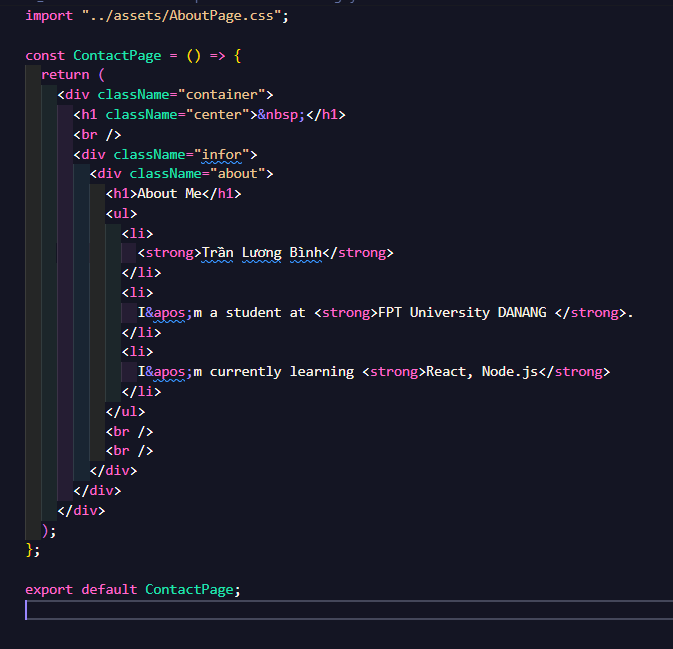 import "../assets/AboutPage.css";

const ContactPage = () => {
  return (
    <div className="container">
      <h1 className="center">&nbsp;</h1>
      <br />
      <div className="infor">
        <div className="about">
          <h1>About Me</h1>
          <ul>
            <li>
              <strong>Trần Lương Bình</strong>
            </li>
            <li>
              I&apos;m a student at <strong>FPT University DANANG </strong>.
            </li>
            <li>
              I&apos;m currently learning <strong>React, Node.js</strong>
            </li>
          </ul>
          <br />
          <br />
        </div>
      </div>
    </div>
  );
};

export default ContactPage;